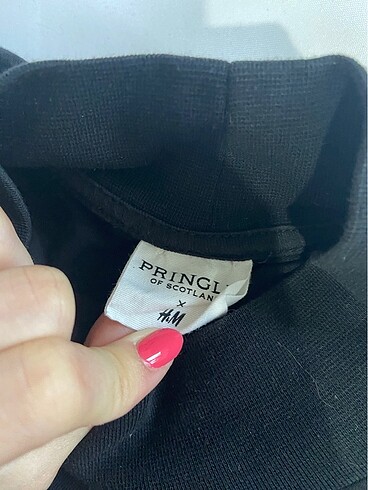 PRINGL
OF SCOTLAN
X
H&M